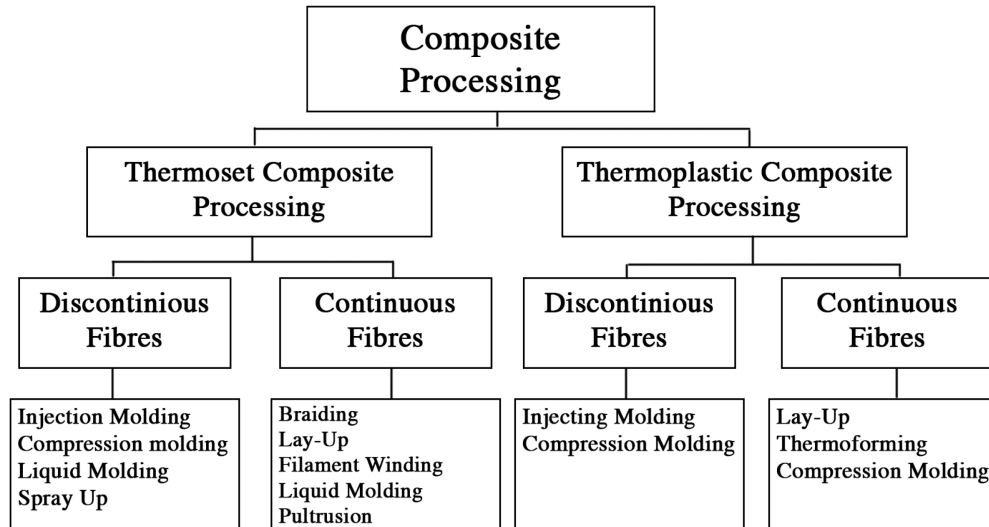 Composite
Processing
Thermoset Composite
Processing
Thermoplastic Composite
Processing
Discontinious
Fibres
Continuous
Fibres
Discontinious
Fibres
Continuous
Fibres
Injection Molding
Compression molding
Liquid Molding
Spray Up
Braiding
Lay-Up
Filament Winding
Liquid Molding
Pultrusion
Injecting Molding
Compression Molding
Lay-Up
Thermoforming
Compression Molding